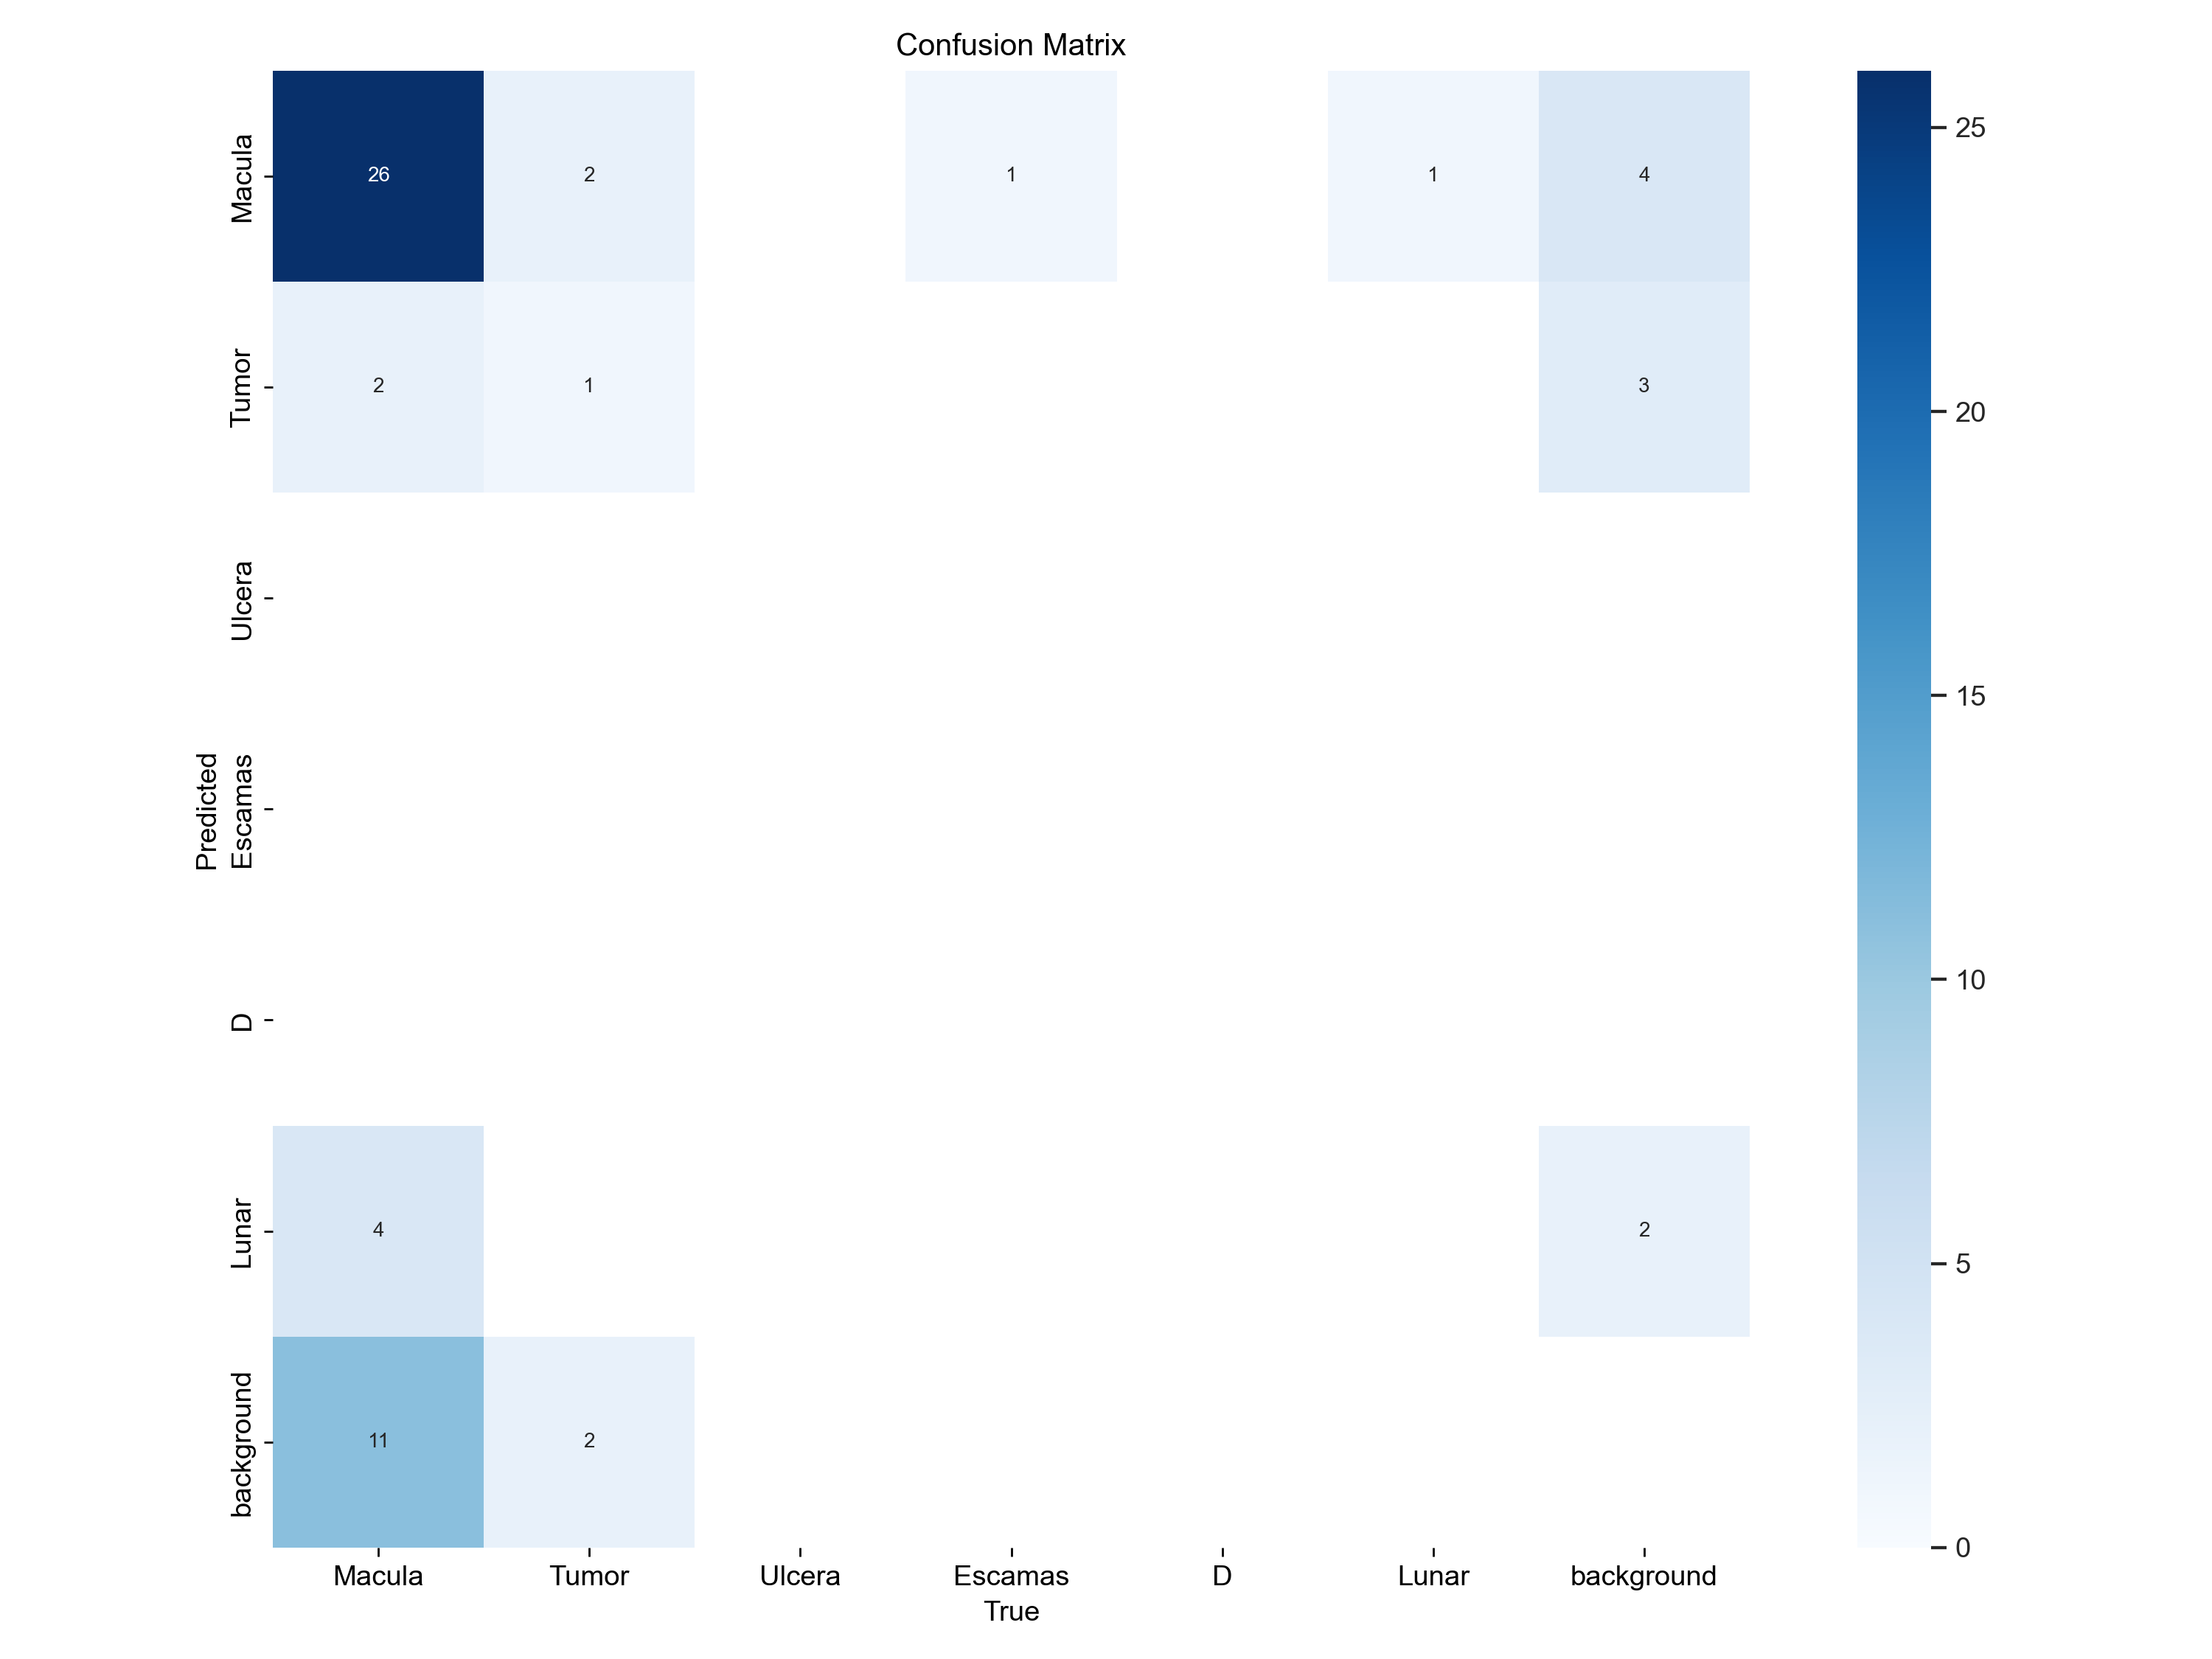 Confusion Matrix
Macula
26
2
1
1
4
25
Tumor
2
1
3
20
Ulcera
15
Predicted
Escamas
10
D
Lunar
4
2
5
background
11
2
0
Macula
Tumor
Ulcera
Escamas
D
Lunar
background
True